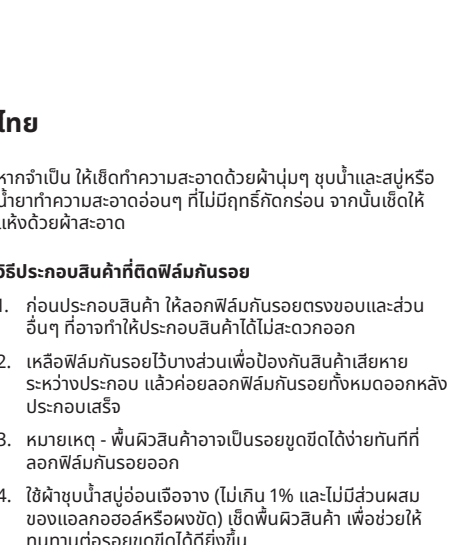 ไทย
หากจำเป็น ให้เช็ดทำความสะอาดด้วยผ้านุ่มๆ ชุบน้ำและสบู่หรือ
น้ำยาทำความสะอาดอ่อนๆ ที่ไม่มีฤทธิ์กัดกร่อน จากนั้นเช็ดให้
แห้งด้วยผ้าสะอาด
วิธีประกอบสินค้าที่ติดฟิล์มกันรอย
1. ก่อนประกอบสินค้า ให้ลอกฟิล์มกันรอยตรงขอบและส่วน
อื่นๆ ที่อาจทำให้ประกอบสินค้าได้ไม่สะดวกออก
2. เหลือฟิล์มกันรอยไว้บางส่วนเพื่อป้องกันสินค้าเสียหาย
ระหว่างประกอบ แล้วค่อยลอกฟิล์มกันรอยทั้งหมดออกหลัง
ประกอบเสร็จ
3. หมายเหตุ - พื้นผิวสินค้าอาจเป็นรอยขูดขีดได้ง่ายทันทีที่
ลอกฟิล์มกันรอยออก
4. ใช้ผ้าชุบน้ำสบู่อ่อนเจือจาง (ไม่เกิน 1% และไม่มีส่วนผสม
ของแอลกอฮอล์หรือผงขัด) เช็ดพื้นผิวสินค้า เพื่อช่วยให้
ทนทานต่อรอยขูดขีดได้ดียิ่งขึ้น